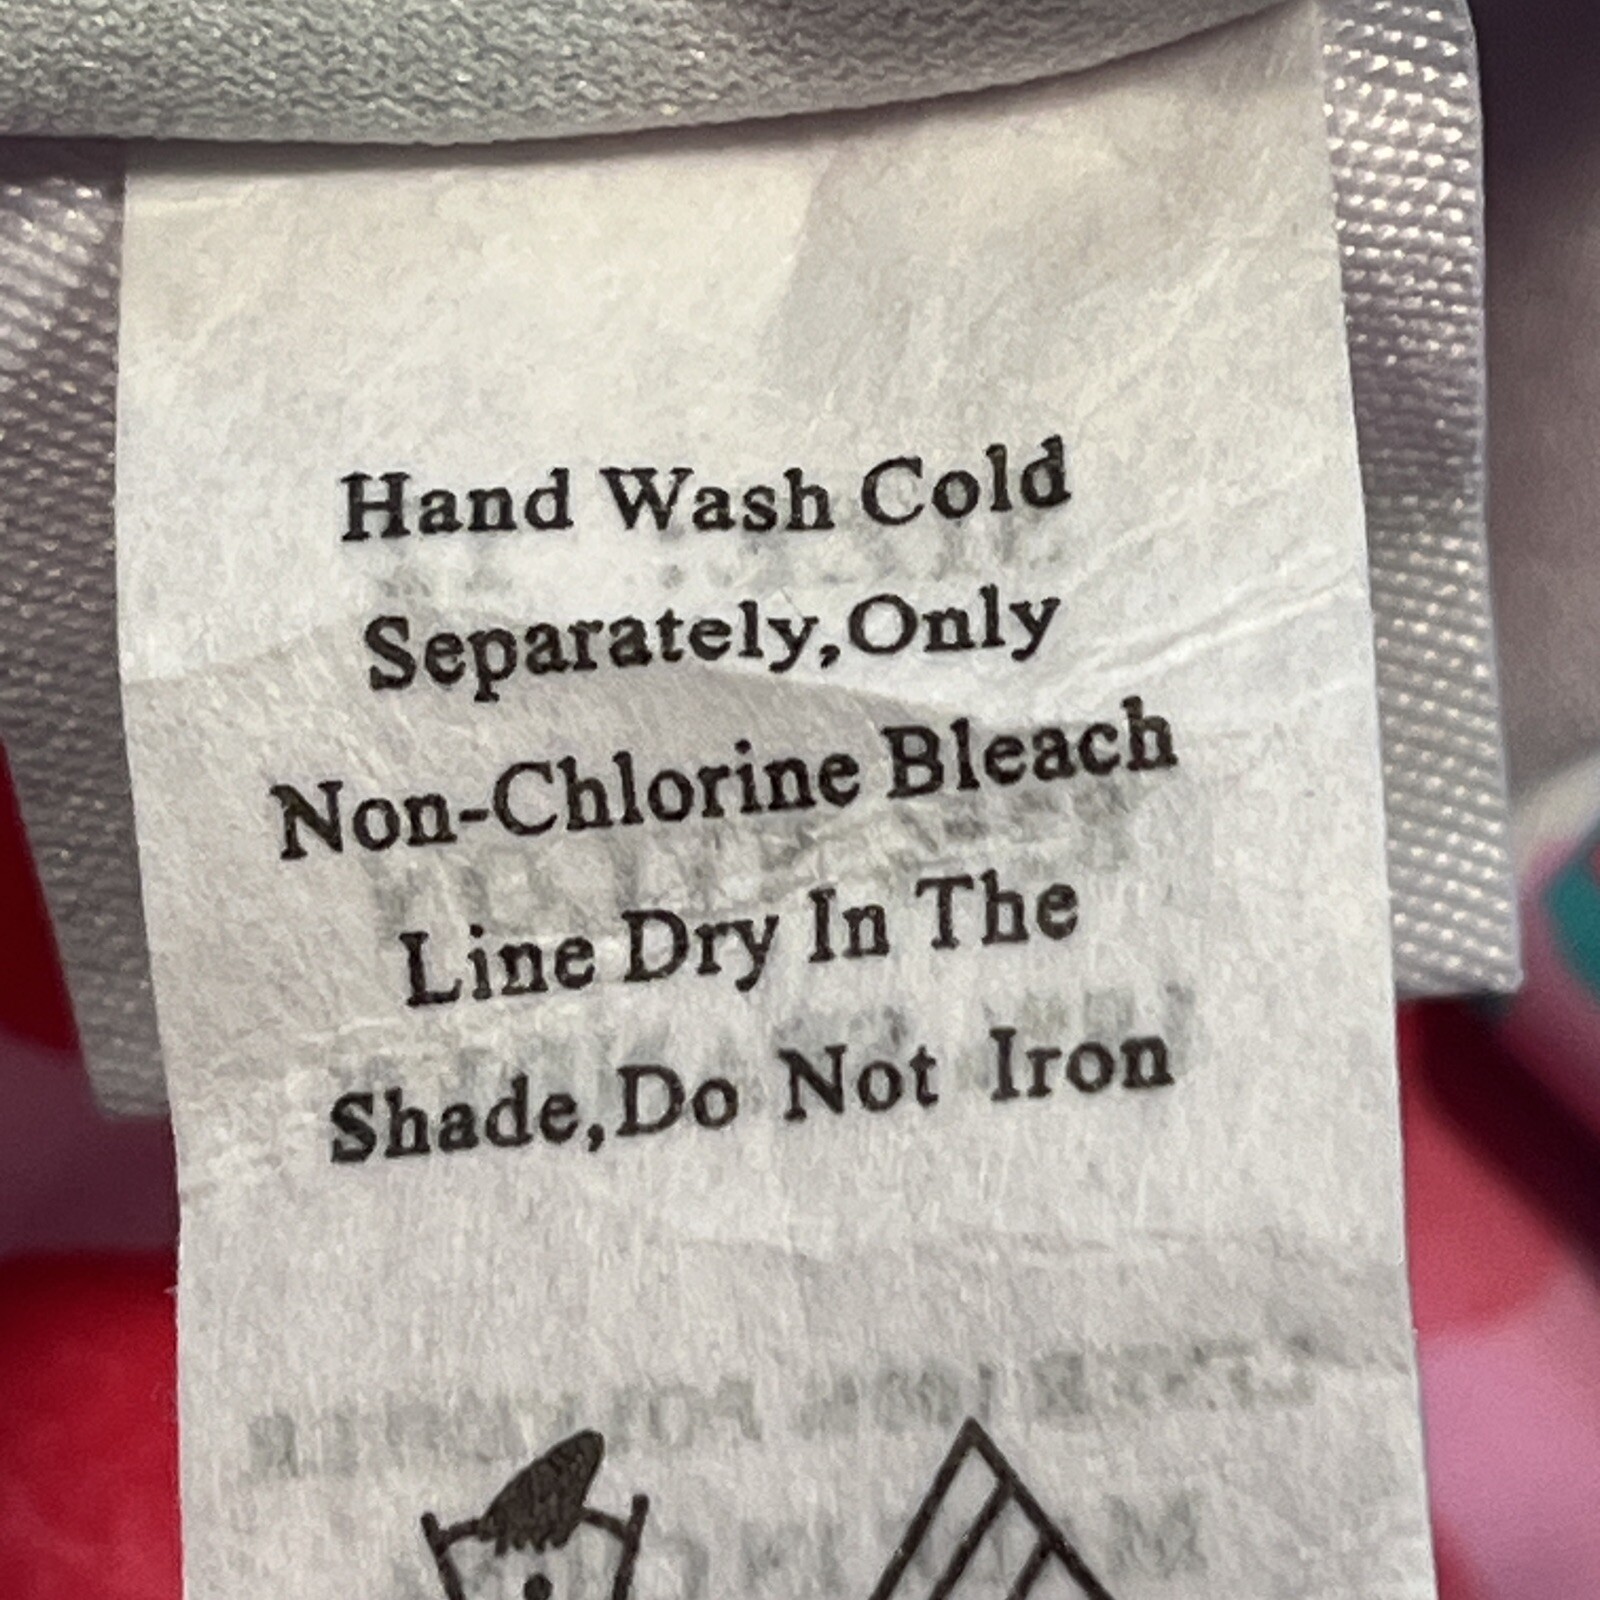 Hand Wash Cold
Separately,Only
Non-Chlorine Bleach
Line Dry In The
Shade,Do Not Iron